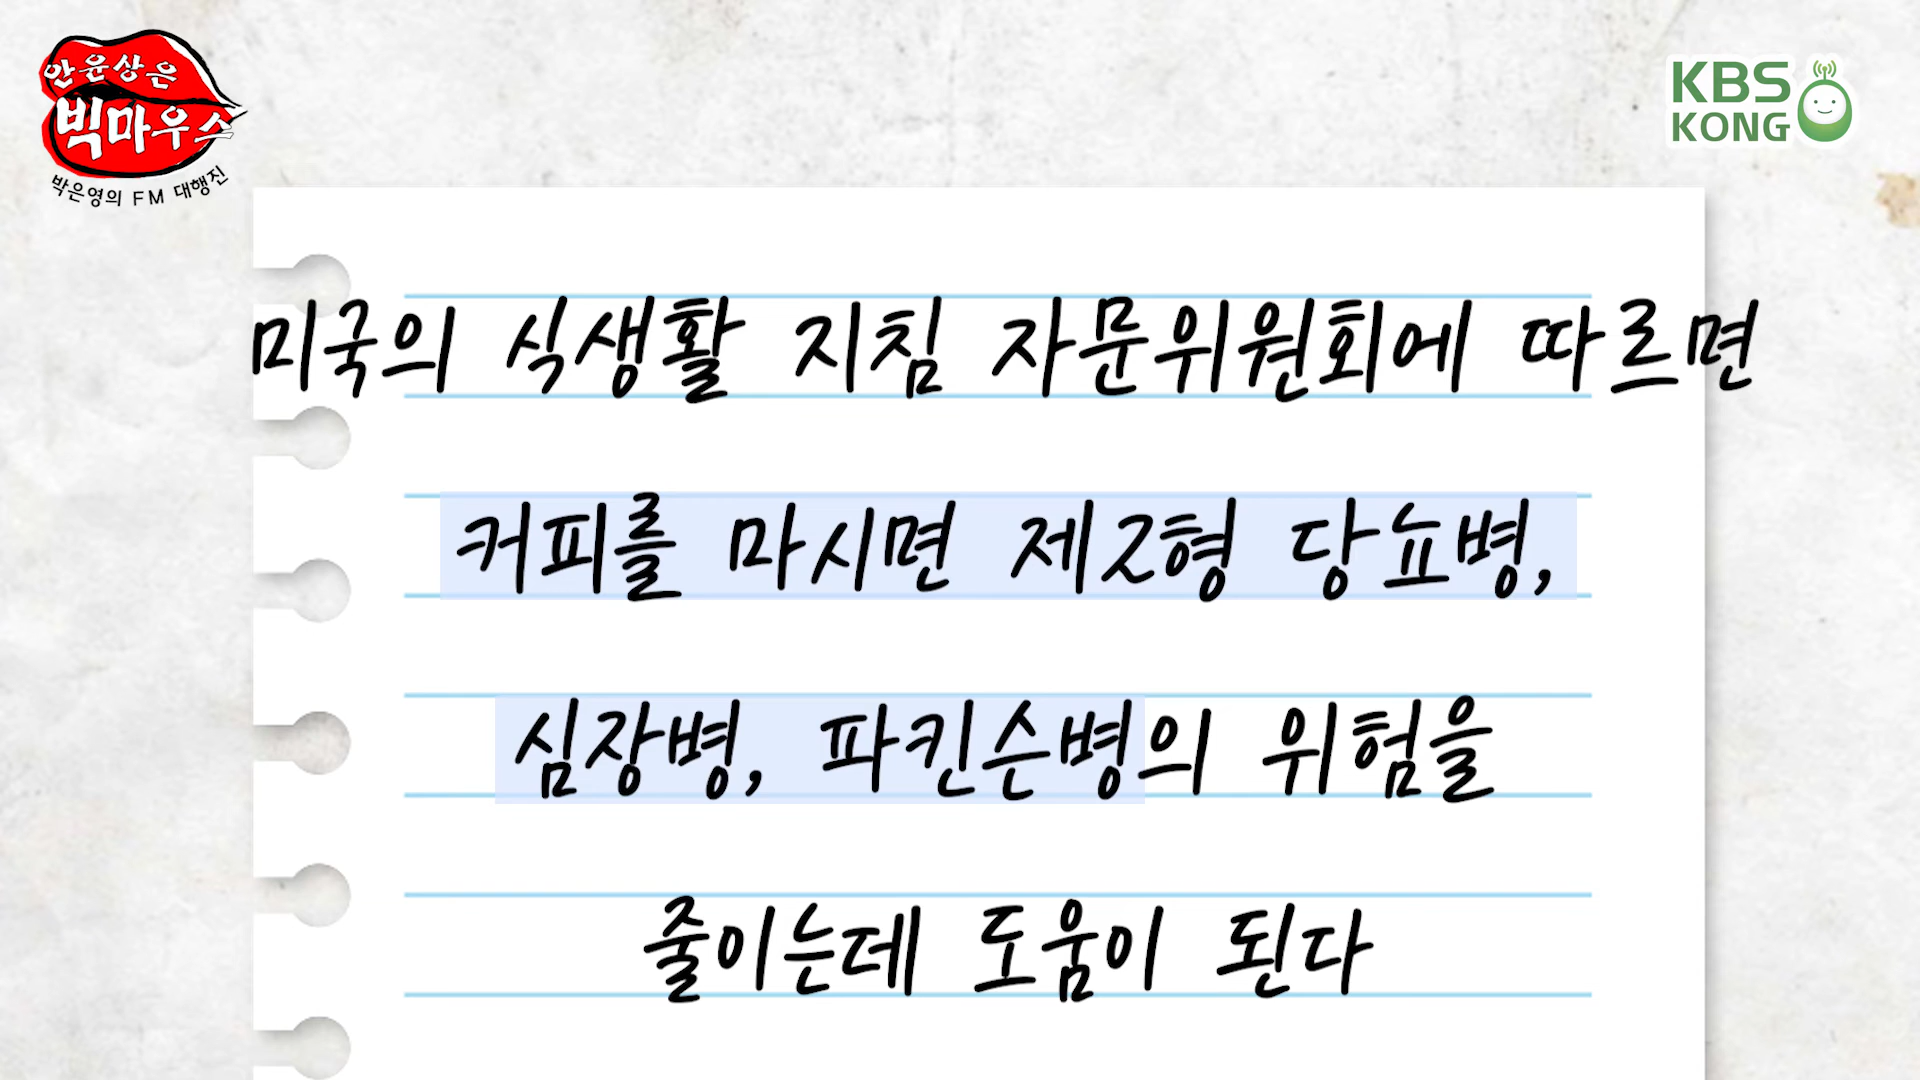 안윤상은
빅마우스
박은영의 FM 대행진
KBS
KONG
미국의 식생활 지침 자문위원회에 따르면
커피를 마시면 제2형 당뇨병,
심장병, 파킨슨병의 위험을
줄이는데 도움이 된다